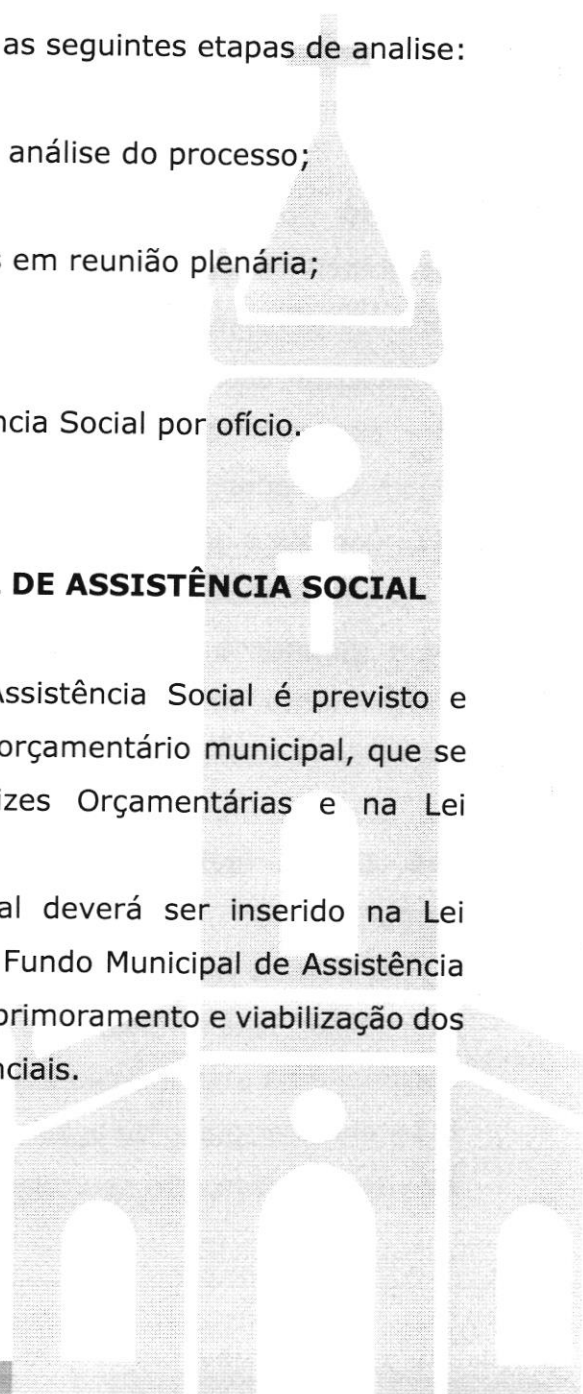 as seguintes etapas de analise:
análise do processo;
em reunião plenária;
ncia Social por ofício.
DE ASSISTÊNCIA SOCIAL
Assistência Social é previsto e
orçamentário municipal, que se
izes Orçamentárias e na Lei
al deverá ser inserido na Lei
Fundo Municipal de Assistência
primoramento e viabilização dos
nciais.